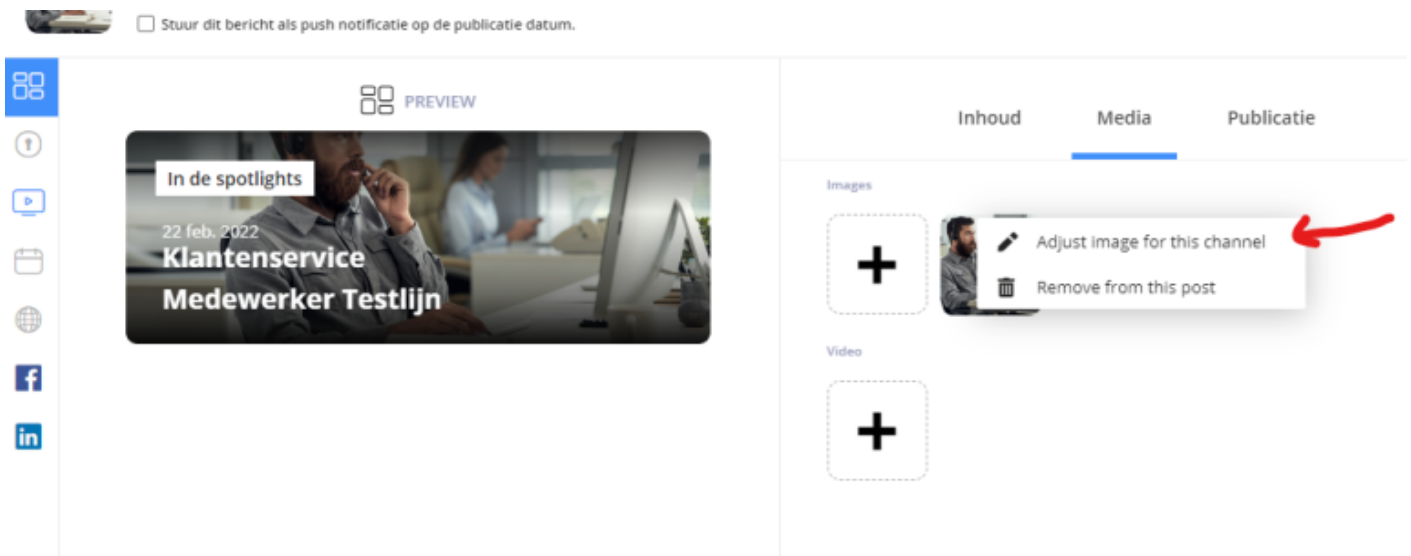 Stuur dit bericht als push notificatie op de publicatie datum.
PREVIEW
In de spotlights
22 feb. 2022
Klantenservice
Medewerker Testlijn
Inhoud
Media
Publicatie
Images
Adjust image for this channel
Remove from this post
Video